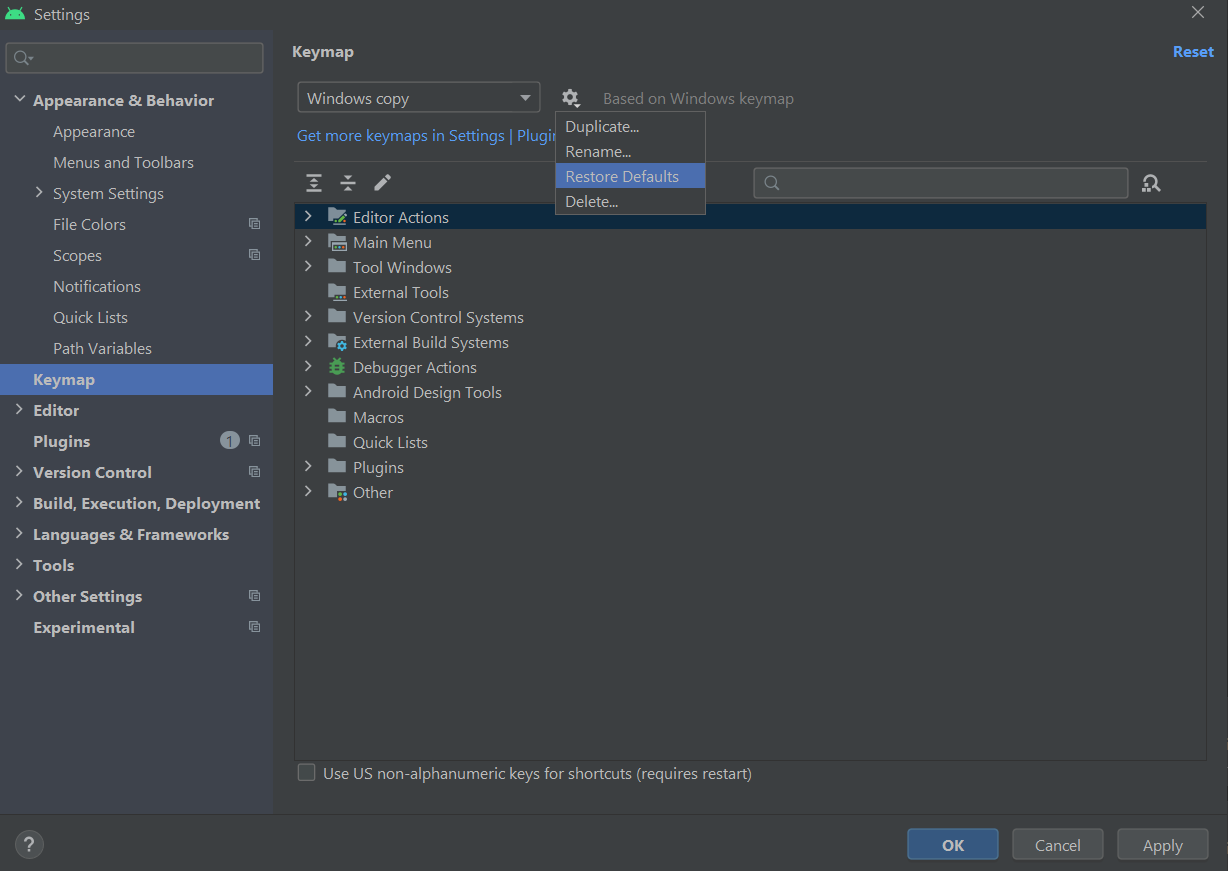 Settings
Keymap
Reset
Appearance & Behavior
Appearance
Menus and Toolbars
System Settings
File Colors
Scopes
Notifications
Quick Lists
Path Variables
Keymap
Editor
Plugins 1
Version Control
Build, Execution, Deployment
Languages & Frameworks
Tools
Other Settings
Experimental
Windows copy
Based on Windows keymap
Get more keymaps in Settings | Plugin
Duplicate...
Rename...
Restore Defaults
Delete...
Editor Actions
Main Menu
Tool Windows
External Tools
Version Control Systems
External Build Systems
Debugger Actions
Android Design Tools
Macros
Quick Lists
Plugins
Other
Use US non-alphanumeric keys for shortcuts (requires restart)
?
OK
Cancel
Apply